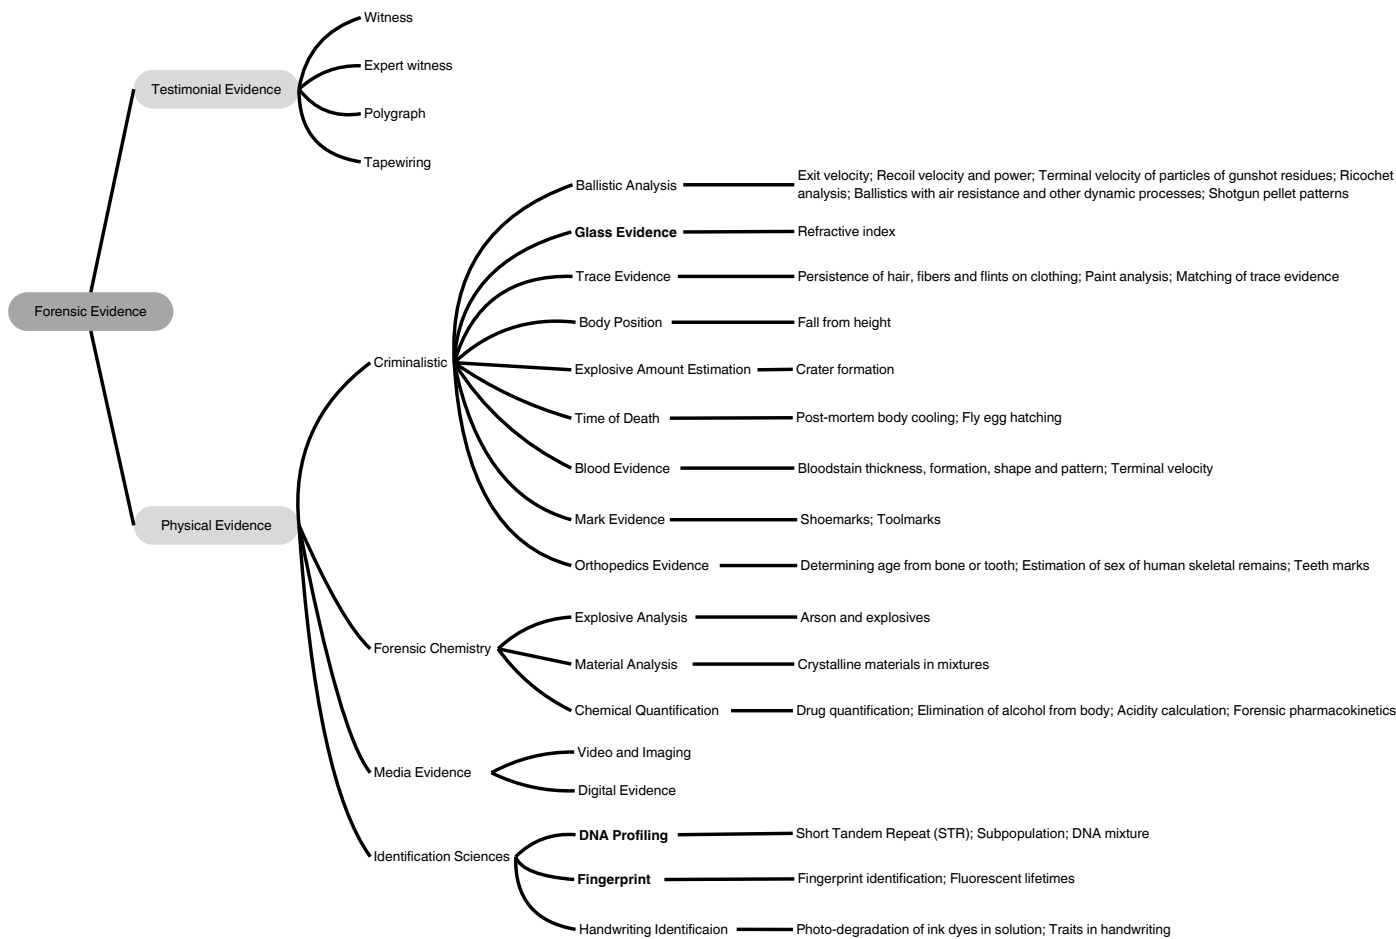 Witness
Expert witness
Testimonial Evidence
Polygraph
Tapewiring
Forensic Evidence
Physical Evidence
Criminalistic
Ballistic Analysis
Exit velocity; Recoil velocity and power; Terminal velocity of particles of gunshot residues; Ricochet
analysis; Ballistics with air resistance and other dynamic processes; Shotgun pellet patterns
Glass Evidence
Refractive index
Trace Evidence
Persistence of hair, fibers and flints on clothing; Paint analysis; Matching of trace evidence
Body Position
Fall from height
Explosive Amount Estimation
Crater formation
Time of Death
Post-mortem body cooling; Fly egg hatching
Blood Evidence
Bloodstain thickness, formation, shape and pattern; Terminal velocity
Mark Evidence
Shoemarks; Toolmarks
Orthopedics Evidence
Determining age from bone or tooth; Estimation of sex of human skeletal remains; Teeth marks
Forensic Chemistry
Explosive Analysis
Arson and explosives
Material Analysis
Crystalline materials in mixtures
Chemical Quantification
Drug quantification; Elimination of alcohol from body; Acidity calculation; Forensic pharmacokinetics
Media Evidence
Video and Imaging
Digital Evidence
Identification Sciences
DNA Profiling
Short Tandem Repeat (STR); Subpopulation; DNA mixture
Fingerprint
Fingerprint identification; Fluorescent lifetimes
Handwriting Identificaion
Photo-degradation of ink dyes in solution; Traits in handwriting